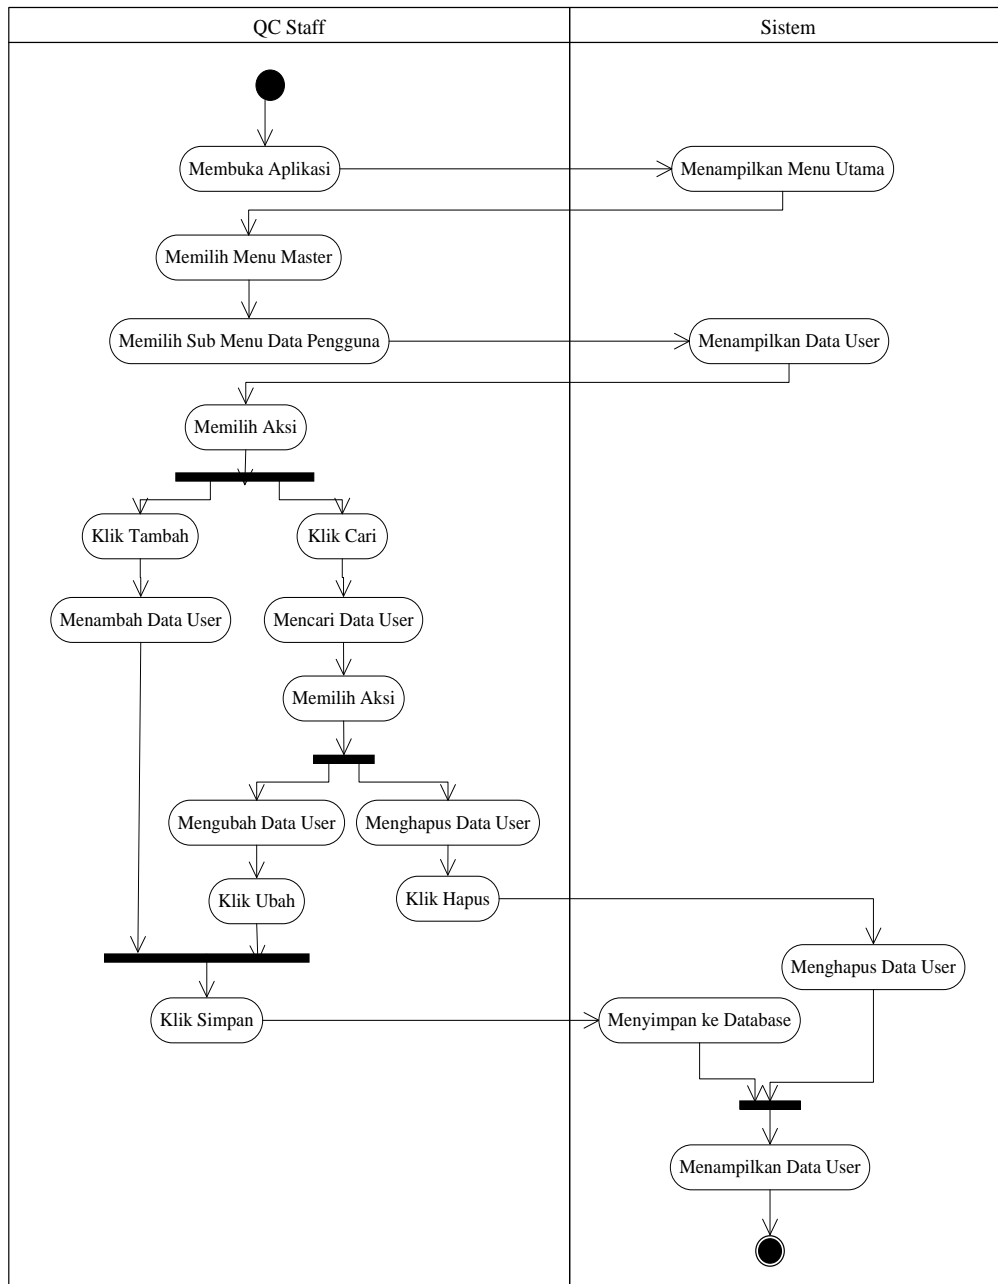 QC Staff
Sistem
Membuka Aplikasi
Menampilkan Menu Utama
Memilih Menu Master
Memilih Sub Menu Data Pengguna
Menampilkan Data User
Memilih Aksi
Klik Tambah
Klik Cari
Menambah Data User
Mencari Data User
Memilih Aksi
Mengubah Data User
Menghapus Data User
Klik Ubah
Klik Hapus
Menghapus Data User
Klik Simpan
Menyimpan ke Database
Menampilkan Data User